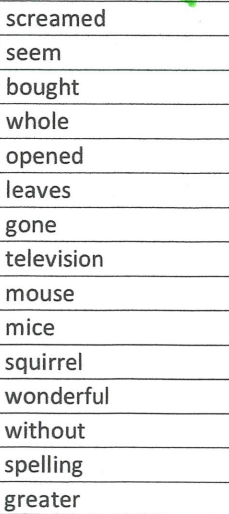 screamed
seem
bought
whole
opened
leaves
gone
television
mouse
mice
squirrel
wonderful
without
spelling
greater